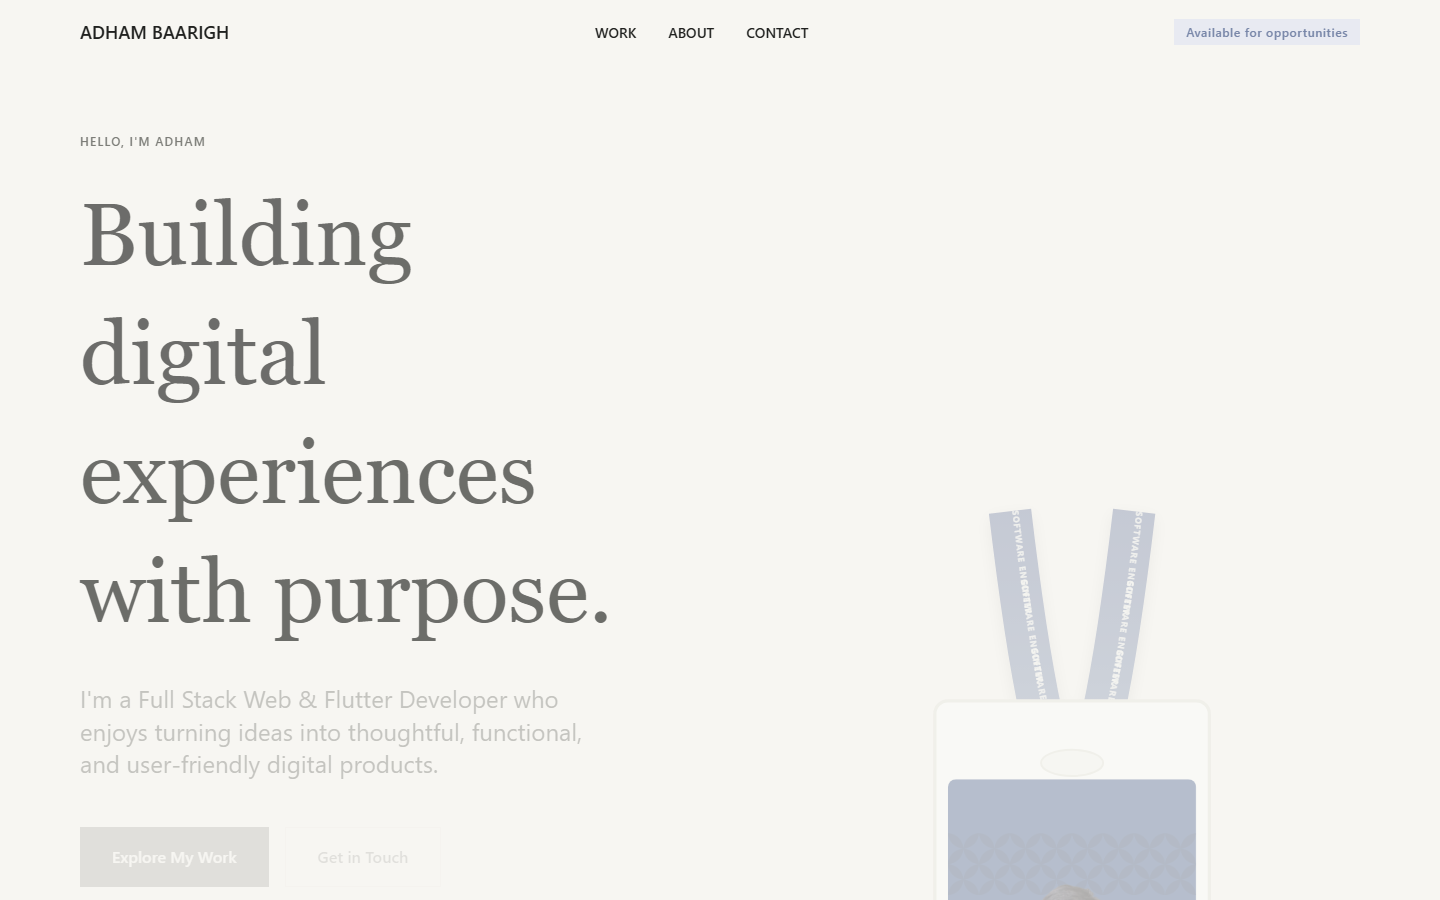 ADHAM BAARIGH
WORK
ABOUT
CONTACT
Available for opportunities
HELLO, I'M ADHAM
Building
digital
experiences
with purpose.
I'm a Full Stack Web & Flutter Developer who
enjoys turning ideas into thoughtful, functional,
and user-friendly digital products.
Explore My Work
Get in Touch
SOFTWARE
SOFTWARE